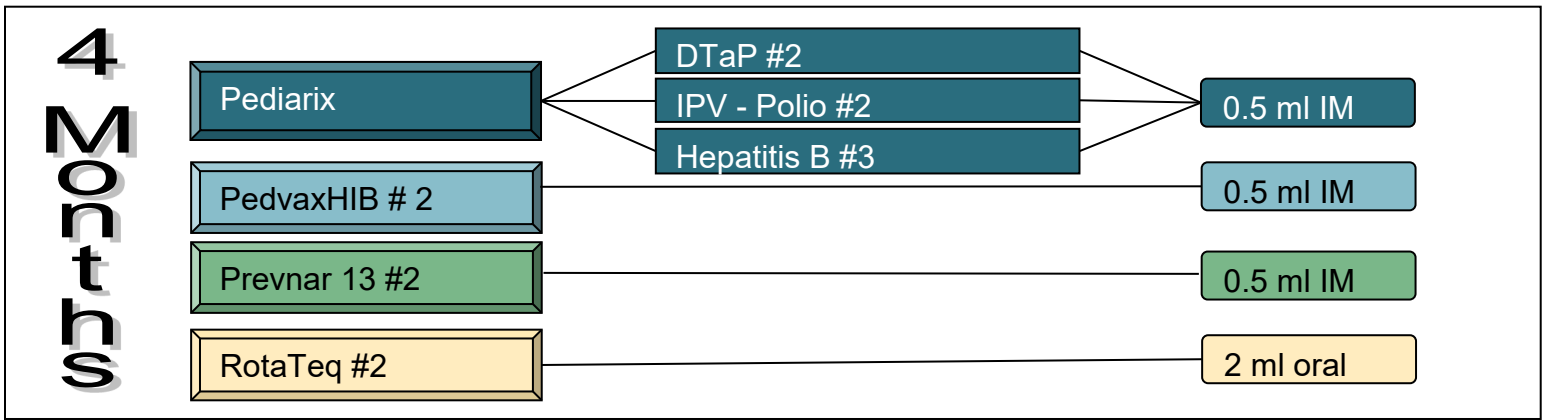 4 Months
Pediarix
DTaP #2
IPV - Polio #2
Hepatitis B #3
0.5 ml IM
PedvaxHIB # 2
0.5 ml IM
Prevnar 13 #2
0.5 ml IM
RotaTeq #2
2 ml oral